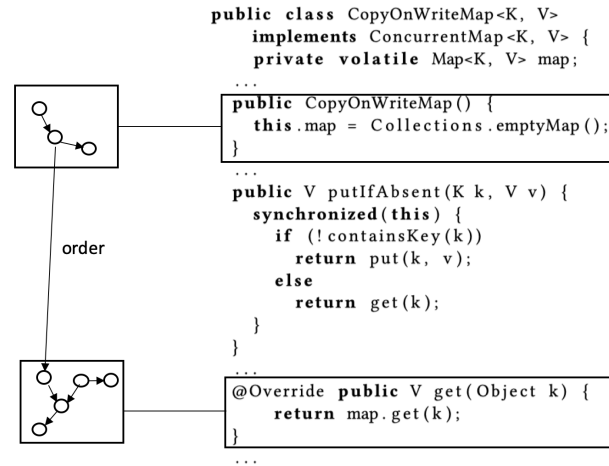 public class CopyOnWriteMap<K, V>
implements ConcurrentMap<K, V> {
private volatile Map<K, V> map;
...
public CopyOnWriteMap() {
this.map = Collections.emptyMap();
}
...
public V putIfAbsent(K k, V v) {
synchronized(this) {
if (!containsKey(k))
return put(k, v);
else
return get(k);
}
}
...
@Override public V get(Object k) {
return map.get(k);
}
...
order